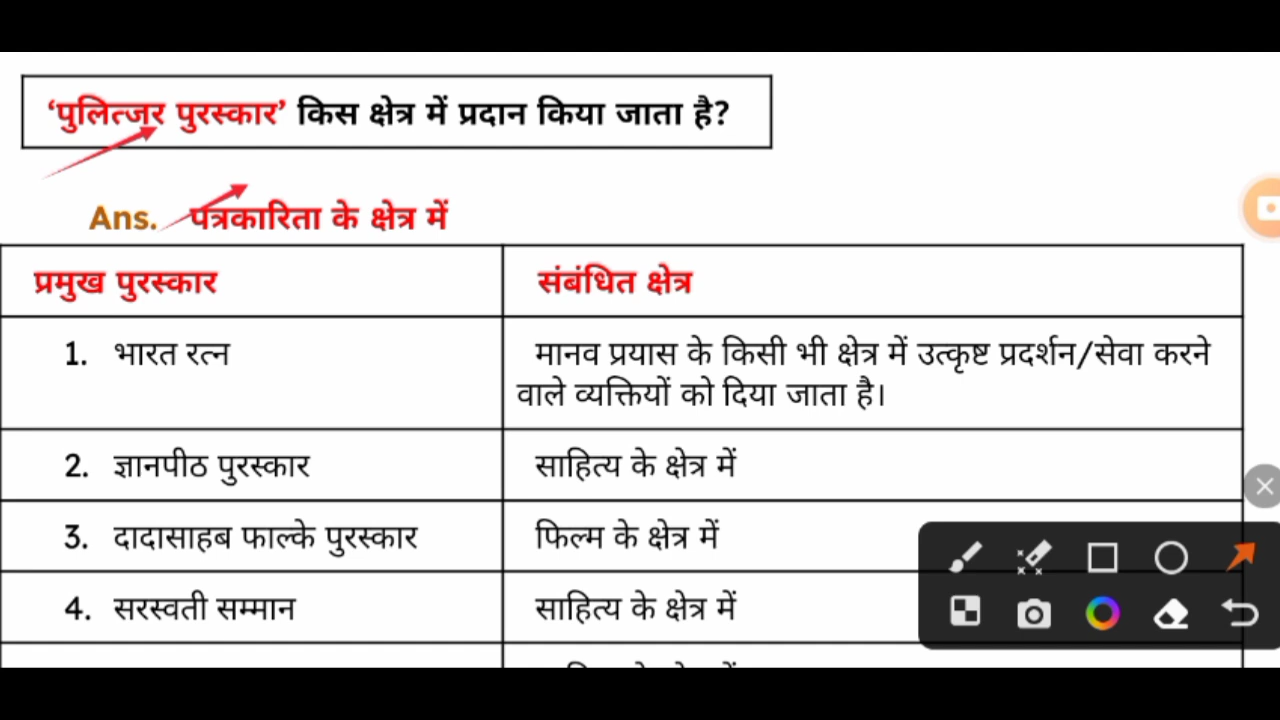 ‘पुलित्जर पुरस्कार’ किस क्षेत्र में प्रदान किया जाता है?
Ans. पत्रकारिता के क्षेत्र में
प्रमुख पुरस्कार संबंधित क्षेत्र
1. भारत रत्न मानव प्रयास के किसी भी क्षेत्र में उत्कृष्ट प्रदर्शन/सेवा करने
वाले व्यक्तियों को दिया जाता है।
2. ज्ञानपीठ पुरस्कार साहित्य के क्षेत्र में
3. दादासाहब फाल्के पुरस्कार फिल्म के क्षेत्र में
4. सरस्वती सम्मान साहित्य के क्षेत्र में